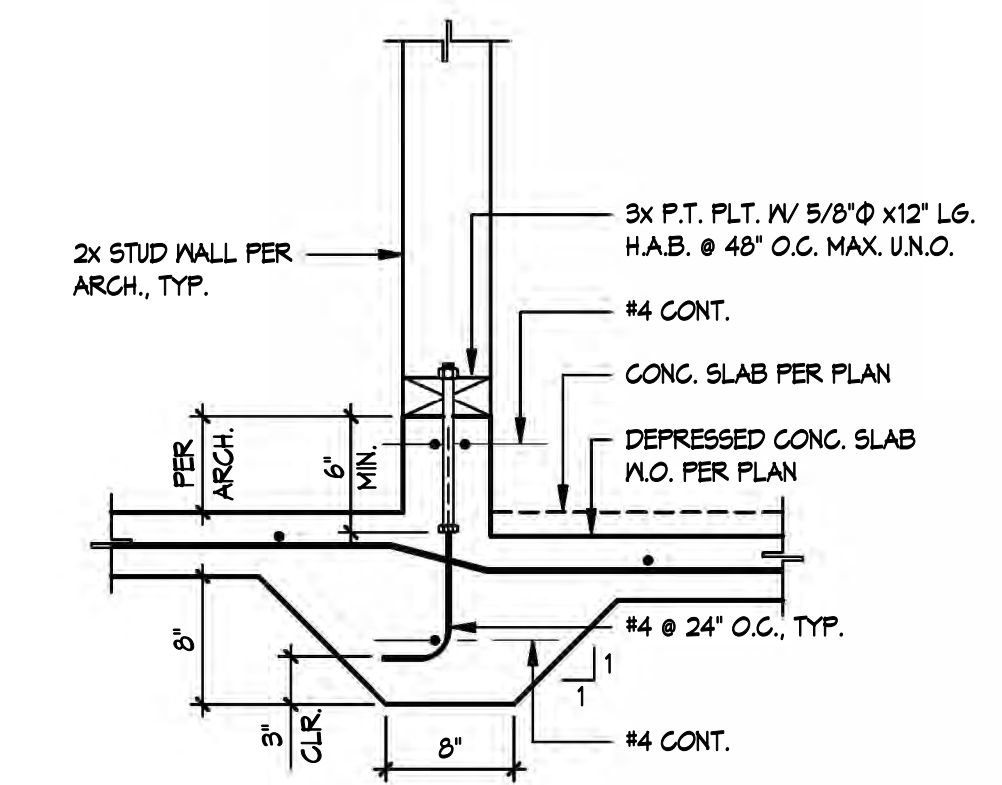 3x P.T. PLT. W/ 5/8"Φ x12" LG.
H.A.B. @ 48" O.C. MAX. U.N.O.
2x STUD WALL PER
ARCH., TYP.
#4 CONT.
CONC. SLAB PER PLAN
DEPRESSED CONC. SLAB
W.O. PER PLAN
PER
ARCH.
6"
MIN.
#4 @ 24" O.C., TYP.
8"
1
1
3"
CLR.
8"
#4 CONT.